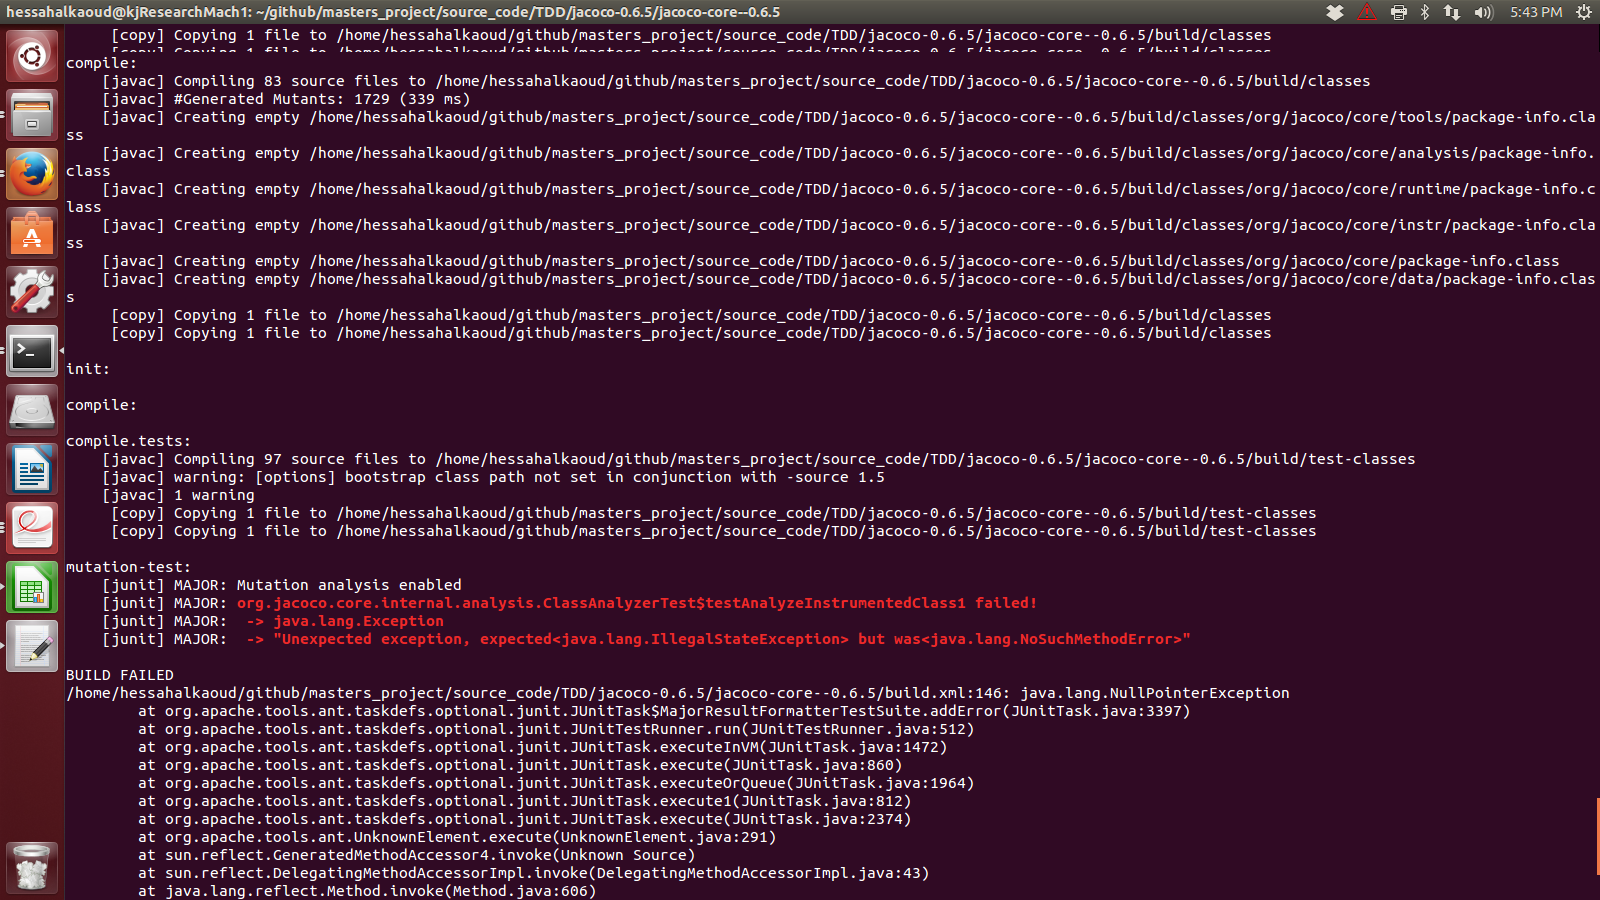 hessahalkaoud@kjResearchMach1: ~/github/masters_project/source_code/TDD/jacoco-0.6.5/jacoco-core--0.6.5
5:43 PM
[copy] Copying 1 file to /home/hessahalkaoud/github/masters_project/source_code/TDD/jacoco-0.6.5/jacoco-core--0.6.5/build/classes
[copy] Copying 1 file to /home/hessahalkaoud/github/masters_project/source_code/TDD/jacoco-0.6.5/jacoco-core--0.6.5/build/classes
compile:
[javac] Compiling 83 source files to /home/hessahalkaoud/github/masters_project/source_code/TDD/jacoco-0.6.5/jacoco-core--0.6.5/build/classes
[javac] #Generated Mutants: 1729 (339 ms)
[javac] Creating empty /home/hessahalkaoud/github/masters_project/source_code/TDD/jacoco-0.6.5/jacoco-core--0.6.5/build/classes/org/jacoco/core/tools/package-info.cla
ss
[javac] Creating empty /home/hessahalkaoud/github/masters_project/source_code/TDD/jacoco-0.6.5/jacoco-core--0.6.5/build/classes/org/jacoco/core/analysis/package-info.
class
[javac] Creating empty /home/hessahalkaoud/github/masters_project/source_code/TDD/jacoco-0.6.5/jacoco-core--0.6.5/build/classes/org/jacoco/core/runtime/package-info.c
lass
[javac] Creating empty /home/hessahalkaoud/github/masters_project/source_code/TDD/jacoco-0.6.5/jacoco-core--0.6.5/build/classes/org/jacoco/core/instr/package-info.cla
ss
[javac] Creating empty /home/hessahalkaoud/github/masters_project/source_code/TDD/jacoco-0.6.5/jacoco-core--0.6.5/build/classes/org/jacoco/core/package-info.class
[javac] Creating empty /home/hessahalkaoud/github/masters_project/source_code/TDD/jacoco-0.6.5/jacoco-core--0.6.5/build/classes/org/jacoco/core/data/package-info.clas
s
[copy] Copying 1 file to /home/hessahalkaoud/github/masters_project/source_code/TDD/jacoco-0.6.5/jacoco-core--0.6.5/build/classes
[copy] Copying 1 file to /home/hessahalkaoud/github/masters_project/source_code/TDD/jacoco-0.6.5/jacoco-core--0.6.5/build/classes
init:
compile:
compile.tests:
[javac] Compiling 97 source files to /home/hessahalkaoud/github/masters_project/source_code/TDD/jacoco-0.6.5/jacoco-core--0.6.5/build/test-classes
[javac] warning: [options] bootstrap class path not set in conjunction with -source 1.5
[javac] 1 warning
[copy] Copying 1 file to /home/hessahalkaoud/github/masters_project/source_code/TDD/jacoco-0.6.5/jacoco-core--0.6.5/build/test-classes
[copy] Copying 1 file to /home/hessahalkaoud/github/masters_project/source_code/TDD/jacoco-0.6.5/jacoco-core--0.6.5/build/test-classes
mutation-test:
[junit] MAJOR: Mutation analysis enabled
[junit] MAJOR: org.jacoco.core.internal.analysis.ClassAnalyzerTest$testAnalyzeInstrumentedClass1 failed!
[junit] MAJOR:  -> java.lang.Exception
[junit] MAJOR:  -> "Unexpected exception, expected<java.lang.IllegalStateException> but was<java.lang.NoSuchMethodError>"
BUILD FAILED
/home/hessahalkaoud/github/masters_project/source_code/TDD/jacoco-0.6.5/jacoco-core--0.6.5/build.xml:146: java.lang.NullPointerException
at org.apache.tools.ant.taskdefs.optional.junit.JUnitTask$MajorResultFormatterTestSuite.addError(JUnitTask.java:3397)
at org.apache.tools.ant.taskdefs.optional.junit.JUnitTestRunner.run(JUnitTestRunner.java:512)
at org.apache.tools.ant.taskdefs.optional.junit.JUnitTask.executeInVM(JUnitTask.java:1472)
at org.apache.tools.ant.taskdefs.optional.junit.JUnitTask.execute(JUnitTask.java:860)
at org.apache.tools.ant.taskdefs.optional.junit.JUnitTask.executeOrQueue(JUnitTask.java:1964)
at org.apache.tools.ant.taskdefs.optional.junit.JUnitTask.execute1(JUnitTask.java:812)
at org.apache.tools.ant.taskdefs.optional.junit.JUnitTask.execute(JUnitTask.java:2374)
at org.apache.tools.ant.UnknownElement.execute(UnknownElement.java:291)
at sun.reflect.GeneratedMethodAccessor4.invoke(Unknown Source)
at sun.reflect.DelegatingMethodAccessorImpl.invoke(DelegatingMethodAccessorImpl.java:43)
at java.lang.reflect.Method.invoke(Method.java:606)